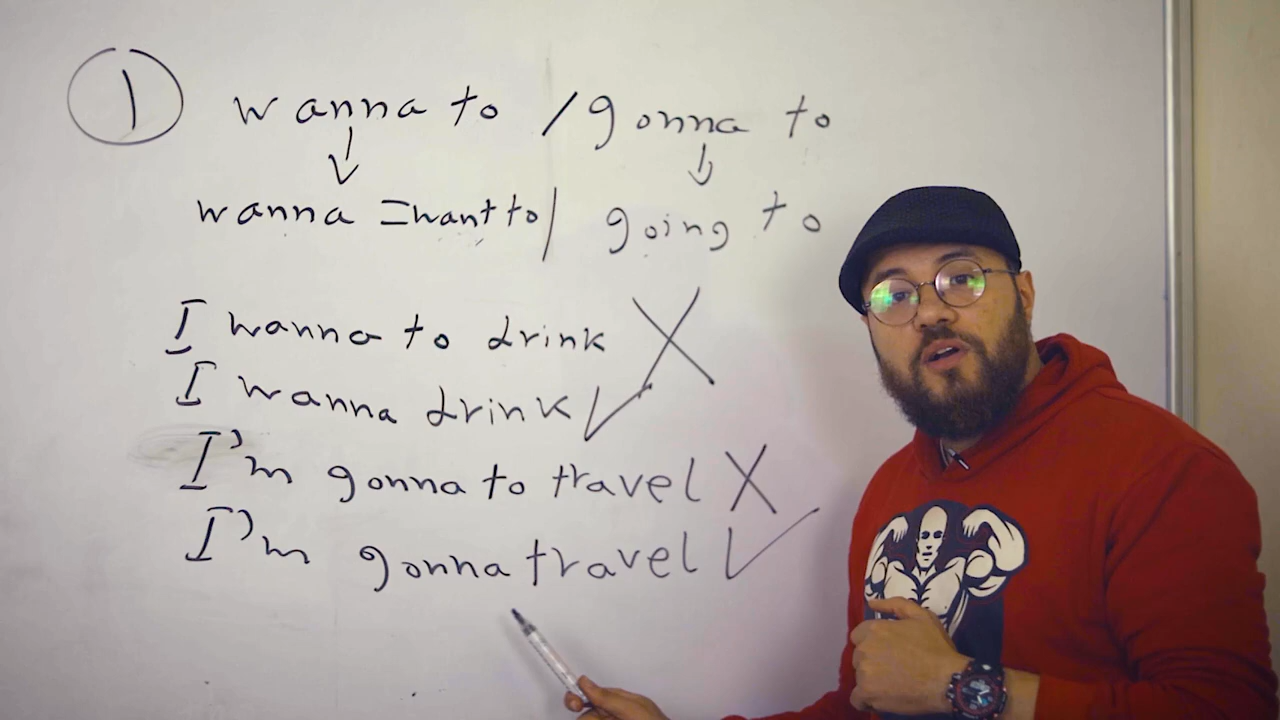 1 wanna to / gonna to
wanna = want to / going to
I wanna to drink X
I wanna drink ✓
I'm gonna to travel X
I'm gonna travel ✓